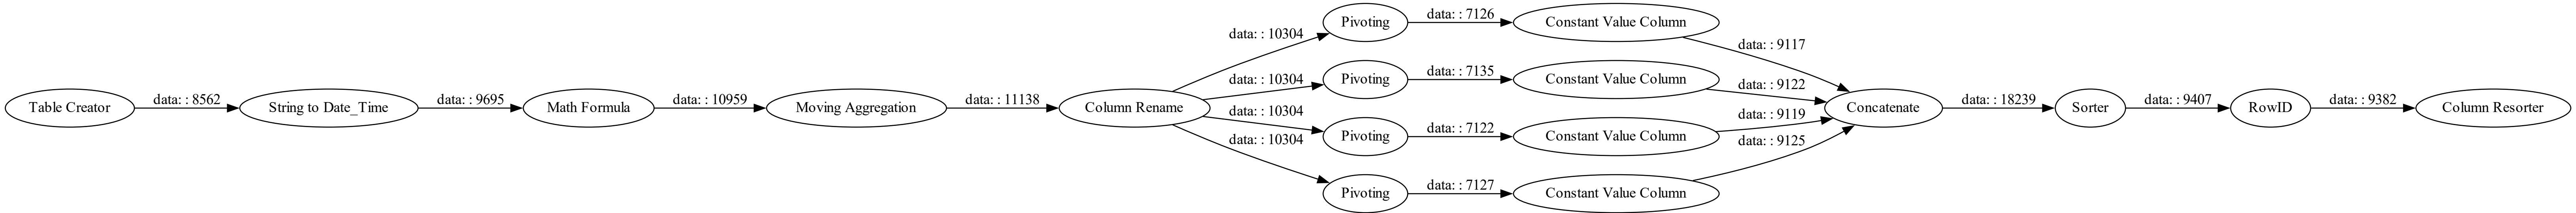 Table Creator
data: : 8562
String to Date_Time
data: : 9695
Math Formula
data: : 10959
Moving Aggregation
data: : 11138
Column Rename
data: : 10304
Pivoting
data: : 7126
Constant Value Column
data: : 9117
data: : 10304
Pivoting
data: : 7135
Constant Value Column
data: : 9122
data: : 10304
Pivoting
data: : 7122
Constant Value Column
data: : 9119
data: : 10304
Pivoting
data: : 7127
Constant Value Column
data: : 9125
Concatenate
data: : 18239
Sorter
data: : 9407
RowID
data: : 9382
Column Resorter